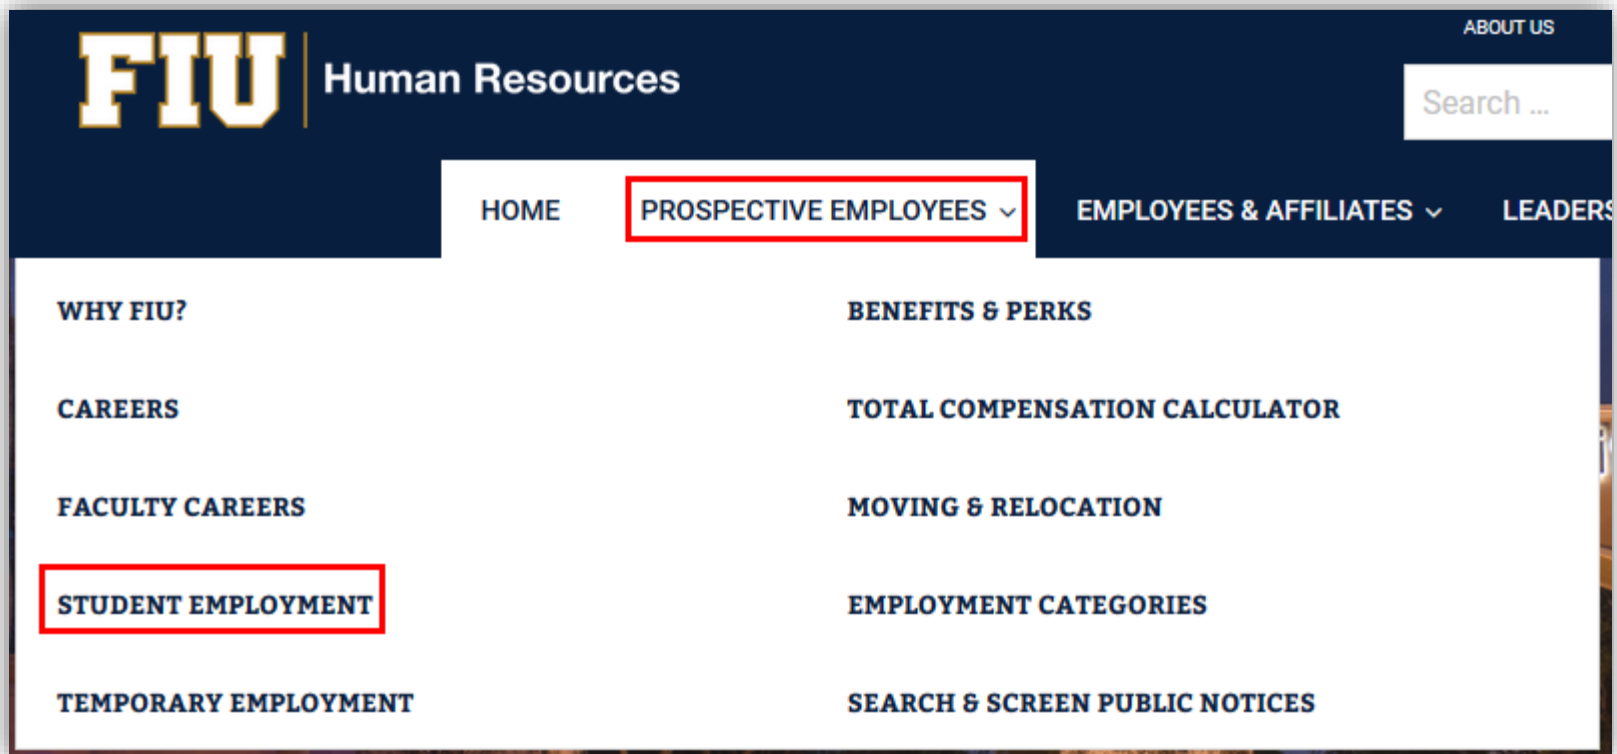 ABOUT US
FIU Human Resources
Search ...
HOME PROSPECTIVE EMPLOYEES EMPLOYEES & AFFILIATES LEADERS
WHY FIU? BENEFITS & PERKS
CAREERS TOTAL COMPENSATION CALCULATOR
FACULTY CAREERS MOVING & RELOCATION
STUDENT EMPLOYMENT EMPLOYMENT CATEGORIES
TEMPORARY EMPLOYMENT SEARCH & SCREEN PUBLIC NOTICES